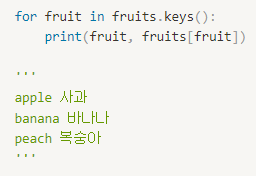 for fruit in fruits.keys():
    print(fruit, fruits[fruit])

'''
apple 사과
banana 바나나
peach 복숭아
'''